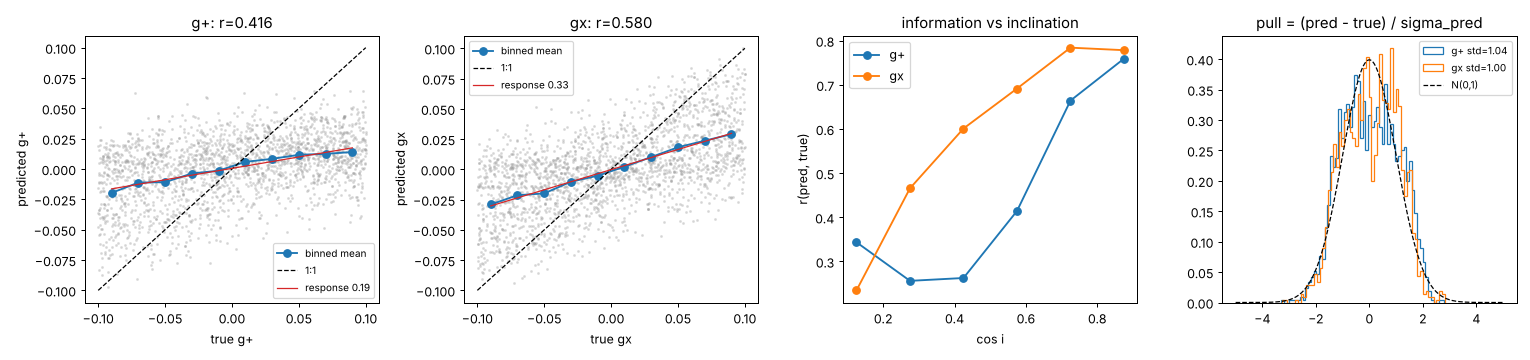 g+: r=0.416
predicted g+
0.100
0.075
0.050
0.025
0.000
−0.025
−0.050
−0.075
−0.100
binned mean
1:1
response 0.19
−0.10
−0.05
0.00
0.05
0.10
true g+
gx: r=0.580
predicted gx
0.100
0.075
0.050
0.025
0.000
−0.025
−0.050
−0.075
−0.100
binned mean
1:1
response 0.33
−0.10
−0.05
0.00
0.05
0.10
true gx
information vs inclination
r(pred, true)
0.8
0.7
0.6
0.5
0.4
0.3
g+
gx
0.2
0.4
0.6
0.8
cos i
pull = (pred - true) / sigma_pred
0.40
0.35
0.30
0.25
0.20
0.15
0.10
0.05
0.00
g+ std=1.04
gx std=1.00
N(0,1)
−4
−2
0
2
4